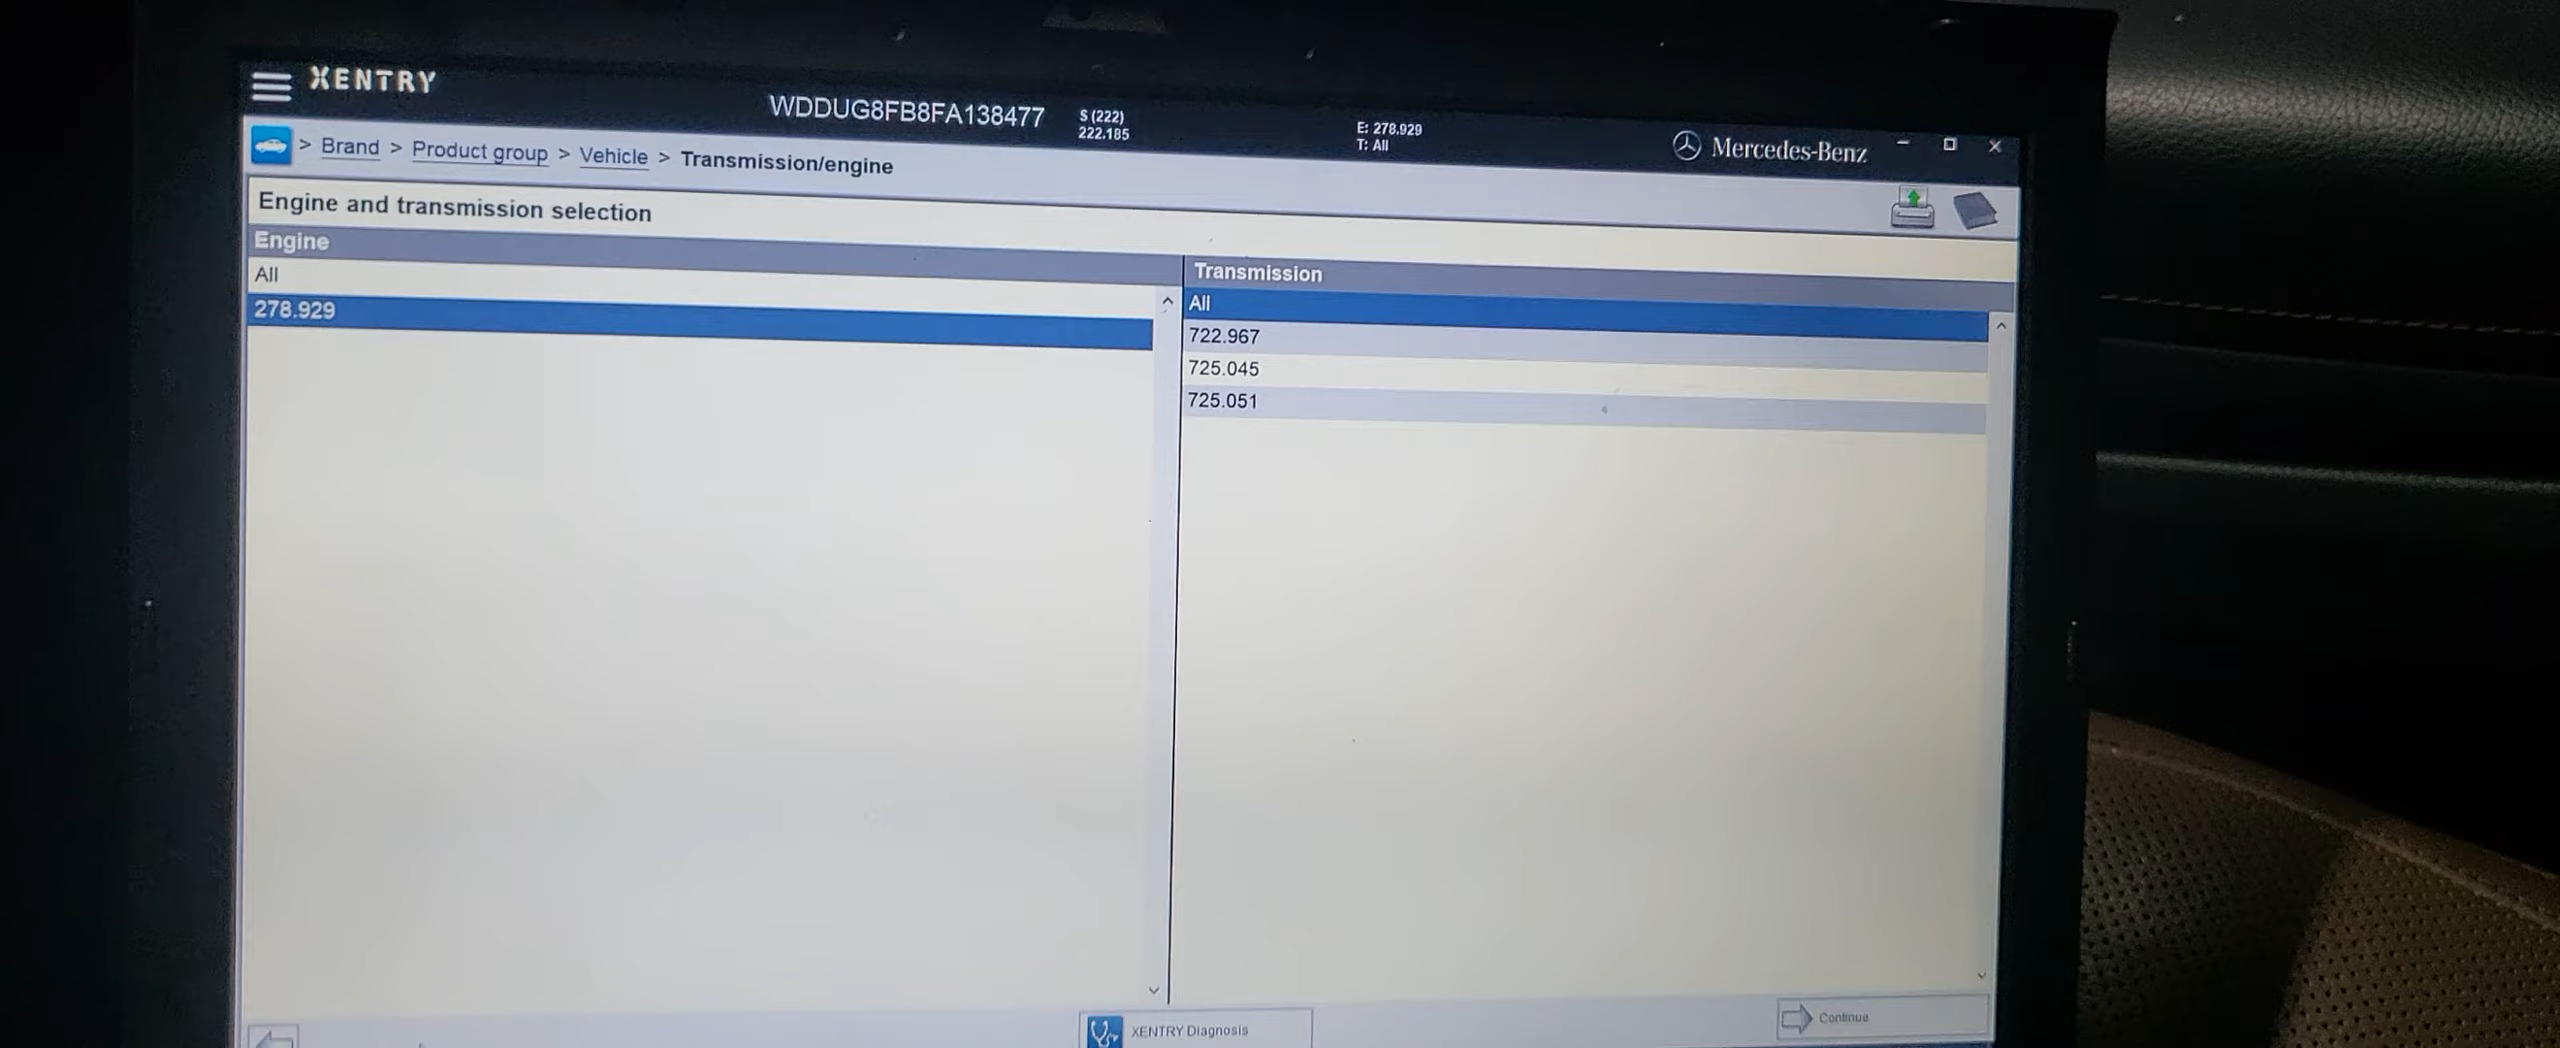 XENTRY
WDDUG8FB8FA138477
S (222)
222.185
E: 278.929
T: All
Mercedes-Benz
> Brand > Product group > Vehicle > Transmission/engine
Engine and transmission selection
Engine
All
278.929
Transmission
All
722.967
725.045
725.051
XENTRY Diagnosis
Continue